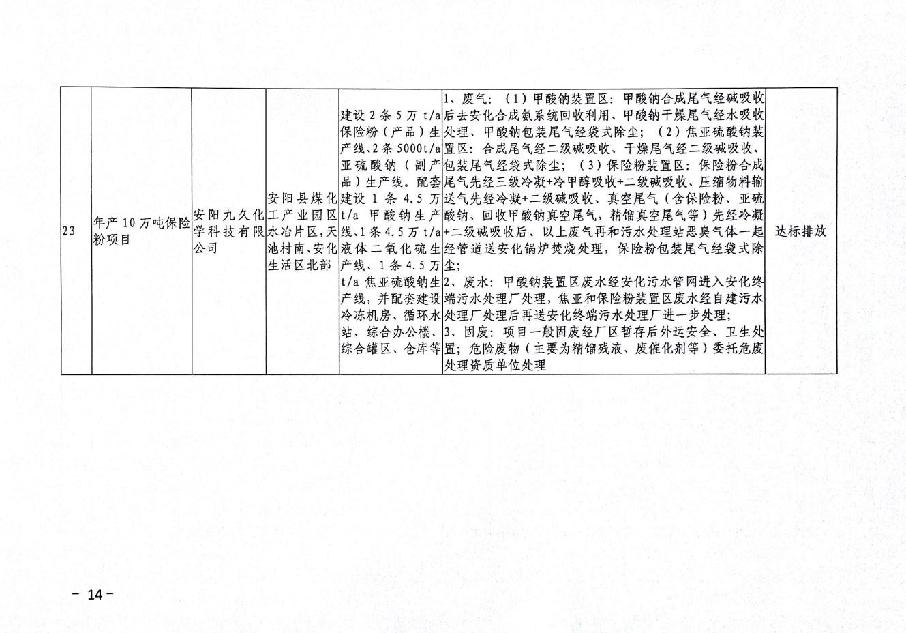 23
年产10万吨保险
粉项目
安阳九久化
学科技有限
公司
安阳县煤化
工产业园区
水冶片区,天
池村南、安化
生活区北部
建设2条5万t/a
保险粉(产品)生
产线、2条5000t/a
亚硫酸钠(副产
品)生产线。配套
建设1条4.5万
t/a甲酸钠生产
线、1条4.5万t/a
液体二氧化硫生
产线、1条4.5万
t/a焦亚硫酸钠生
产线,并配套建设
冷冻机房、循环水
站、综合办公楼、
综合罐区、仓库等
1、废气:(1)甲酸钠装置区:甲酸钠合成尾气经碱吸收
后去安化合成氨系统回收利用、甲酸钠干燥尾气经水吸收
处理、甲酸钠包装尾气经袋式除尘;(2)焦亚硫酸钠装
置区:合成尾气经二级碱吸收、干燥尾气经二级碱吸收、
包装尾气经袋式除尘;(3)保险粉装置区:保险粉合成
尾气先经三级冷凝+冷甲醇吸收+二级碱吸收、压缩物料输
送气先经冷凝+二级碱吸收、真空尾气(含保险粉、亚硫
酸钠、回收甲酸钠真空尾气,精馏真空尾气等)先经冷凝
+二级碱吸收后、以上废气再和污水处理站恶臭气体一起
经管道送安化锅炉焚烧处理,保险粉包装尾气经袋式除
尘;
2、废水:甲酸钠装置区废水经安化污水管网进入安化终
端污水处理厂处理,焦亚和保险粉装置区废水经自建污水
处理厂处理后再送安化终端污水处理厂进一步处理;
3、固废:项目一般固废经厂区暂存后外运安全、卫生处
置;危险废物(主要为精馏残液、废催化剂等)委托危废
处理资质单位处理
达标排放
- 14 -